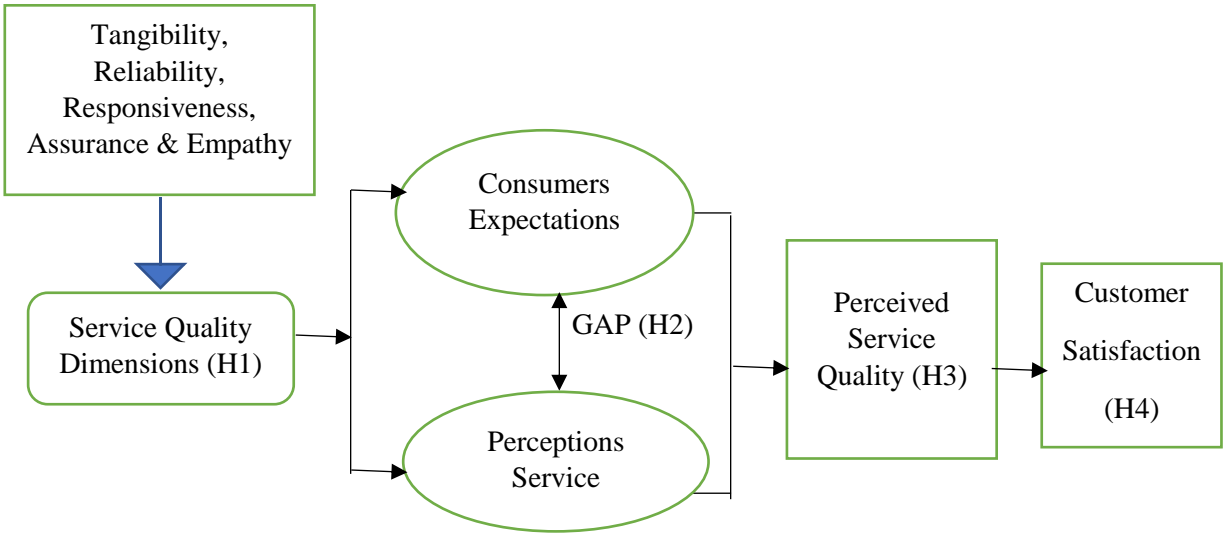 Tangibility,
Reliability,
Responsiveness,
Assurance & Empathy
Service Quality
Dimensions (H1)
Consumers
Expectations
GAP (H2)
Perceptions
Service
Perceived
Service
Quality (H3)
Customer
Satisfaction
(H4)